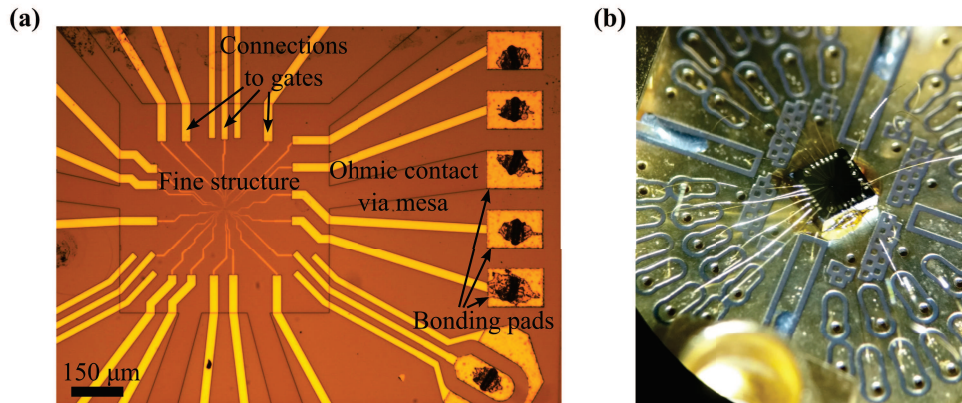 (a)
(b)
Connections
to gates
Fine structure
Ohmic contact
via mesa
Bonding pads
150 μm